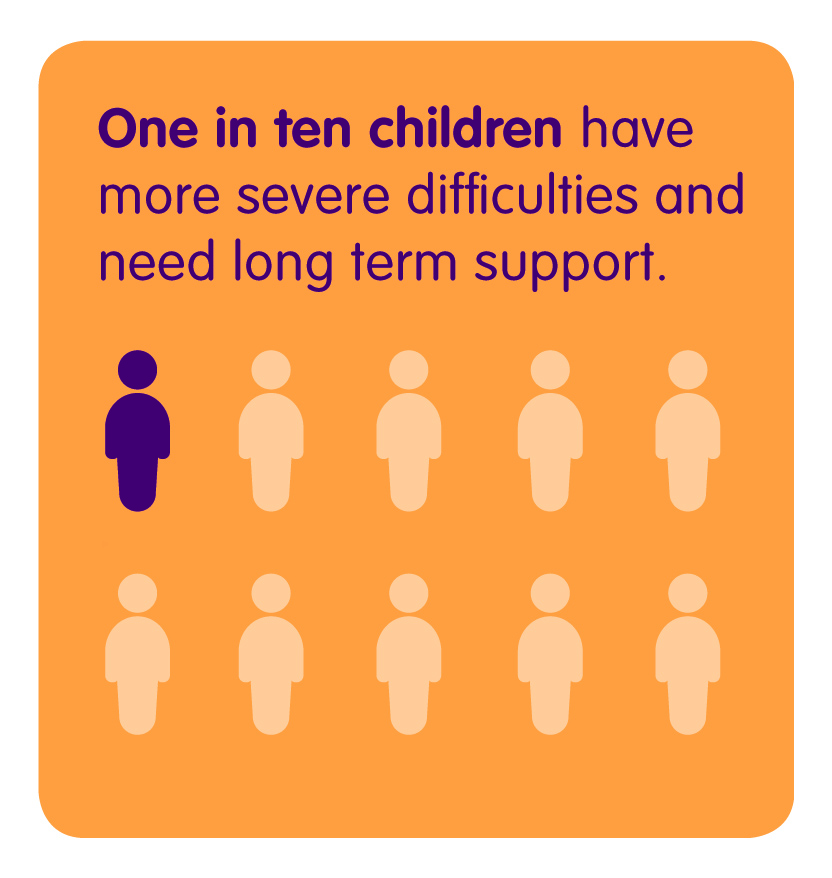 One in ten children have
more severe difficulties and
need long term support.